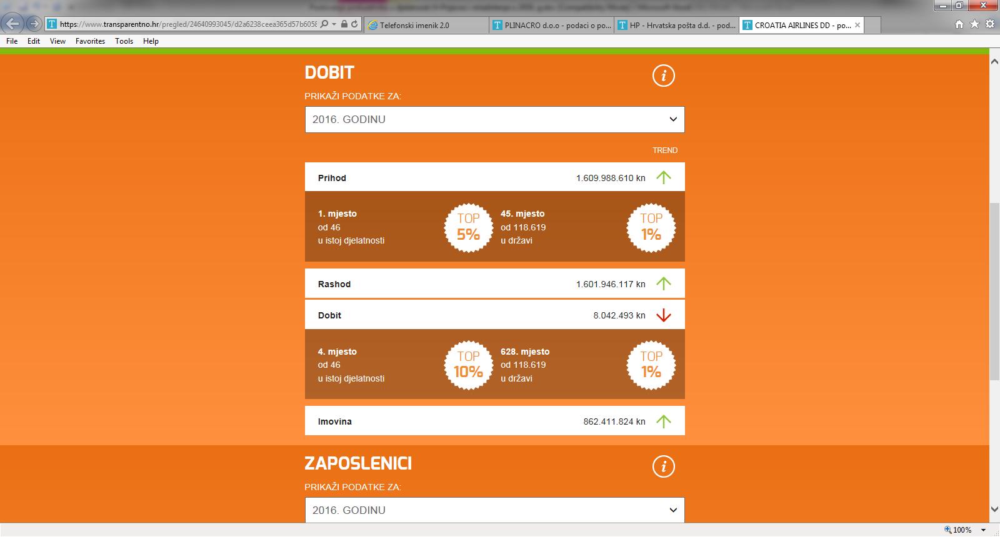 https://www.transparentno.hr/pregled/24640993045/d2a6238ceea365d57b6058
Telefonski imenik 2.0
PLINACRO d.o.o - podaci o po...
HP - Hrvatska pošta d.d. - pod...
CROATIA AIRLINES DD - po...
File Edit View Favorites Tools Help
DOBIT
PRIKAŽI PODATKE ZA:
2016. GODINU
TREND
Prihod 1.609.988.610 kn
1. mjesto
od 46
u istoj djelatnosti
TOP
5%
45. mjesto
od 118.619
u državi
TOP
1%
Rashod 1.601.946.117 kn
Dobit 8.042.493 kn
4. mjesto
od 46
u istoj djelatnosti
TOP
10%
628. mjesto
od 118.619
u državi
TOP
1%
Imovina 862.411.824 kn
ZAPOSLENICI
PRIKAŽI PODATKE ZA:
2016. GODINU
100%